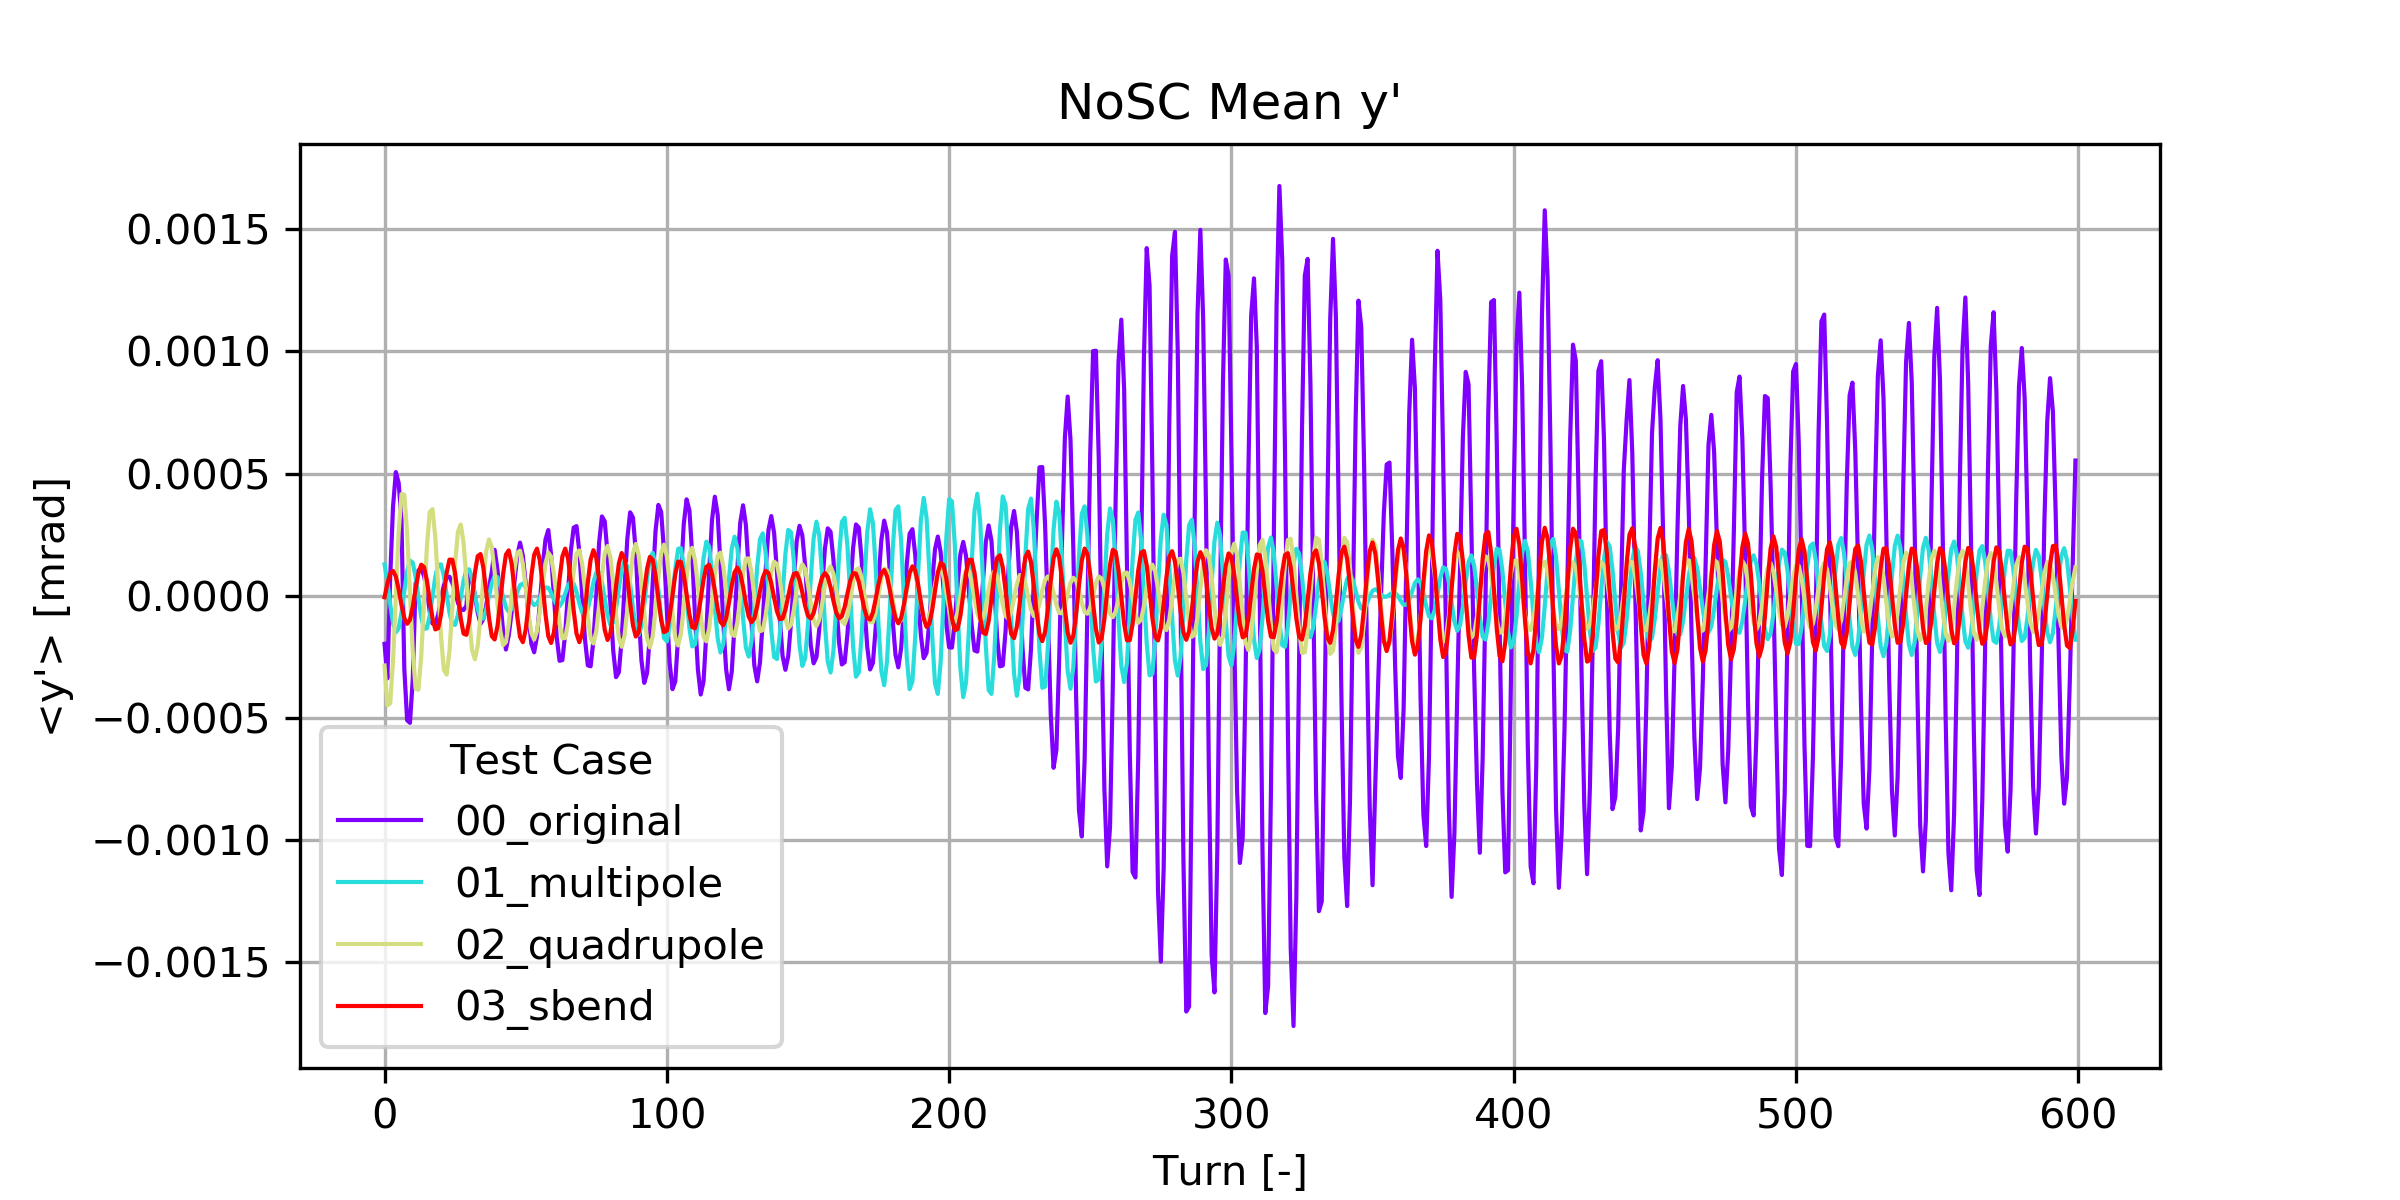 NoSC Mean y'
<y'> [mrad]
0.0015
0.0010
0.0005
0.0000
−0.0005
−0.0010
−0.0015
Test Case
00_original
01_multipole
02_quadrupole
03_sbend
0 100 200 300 400 500 600
Turn [-]